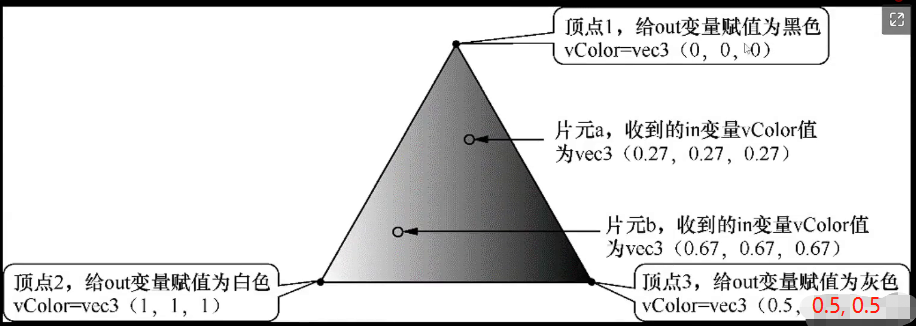 顶点1，给out变量赋值为黑色
vColor=vec3（0，0，0）
片元a，收到的in变量vColor值
为vec3（0.27，0.27，0.27）
片元b，收到的in变量vColor值
为vec3（0.67，0.67，0.67）
顶点2，给out变量赋值为白色
vColor=vec3（1，1，1）
顶点3，给out变量赋值为灰色
vColor=vec3（0.5，0.5, 0.5